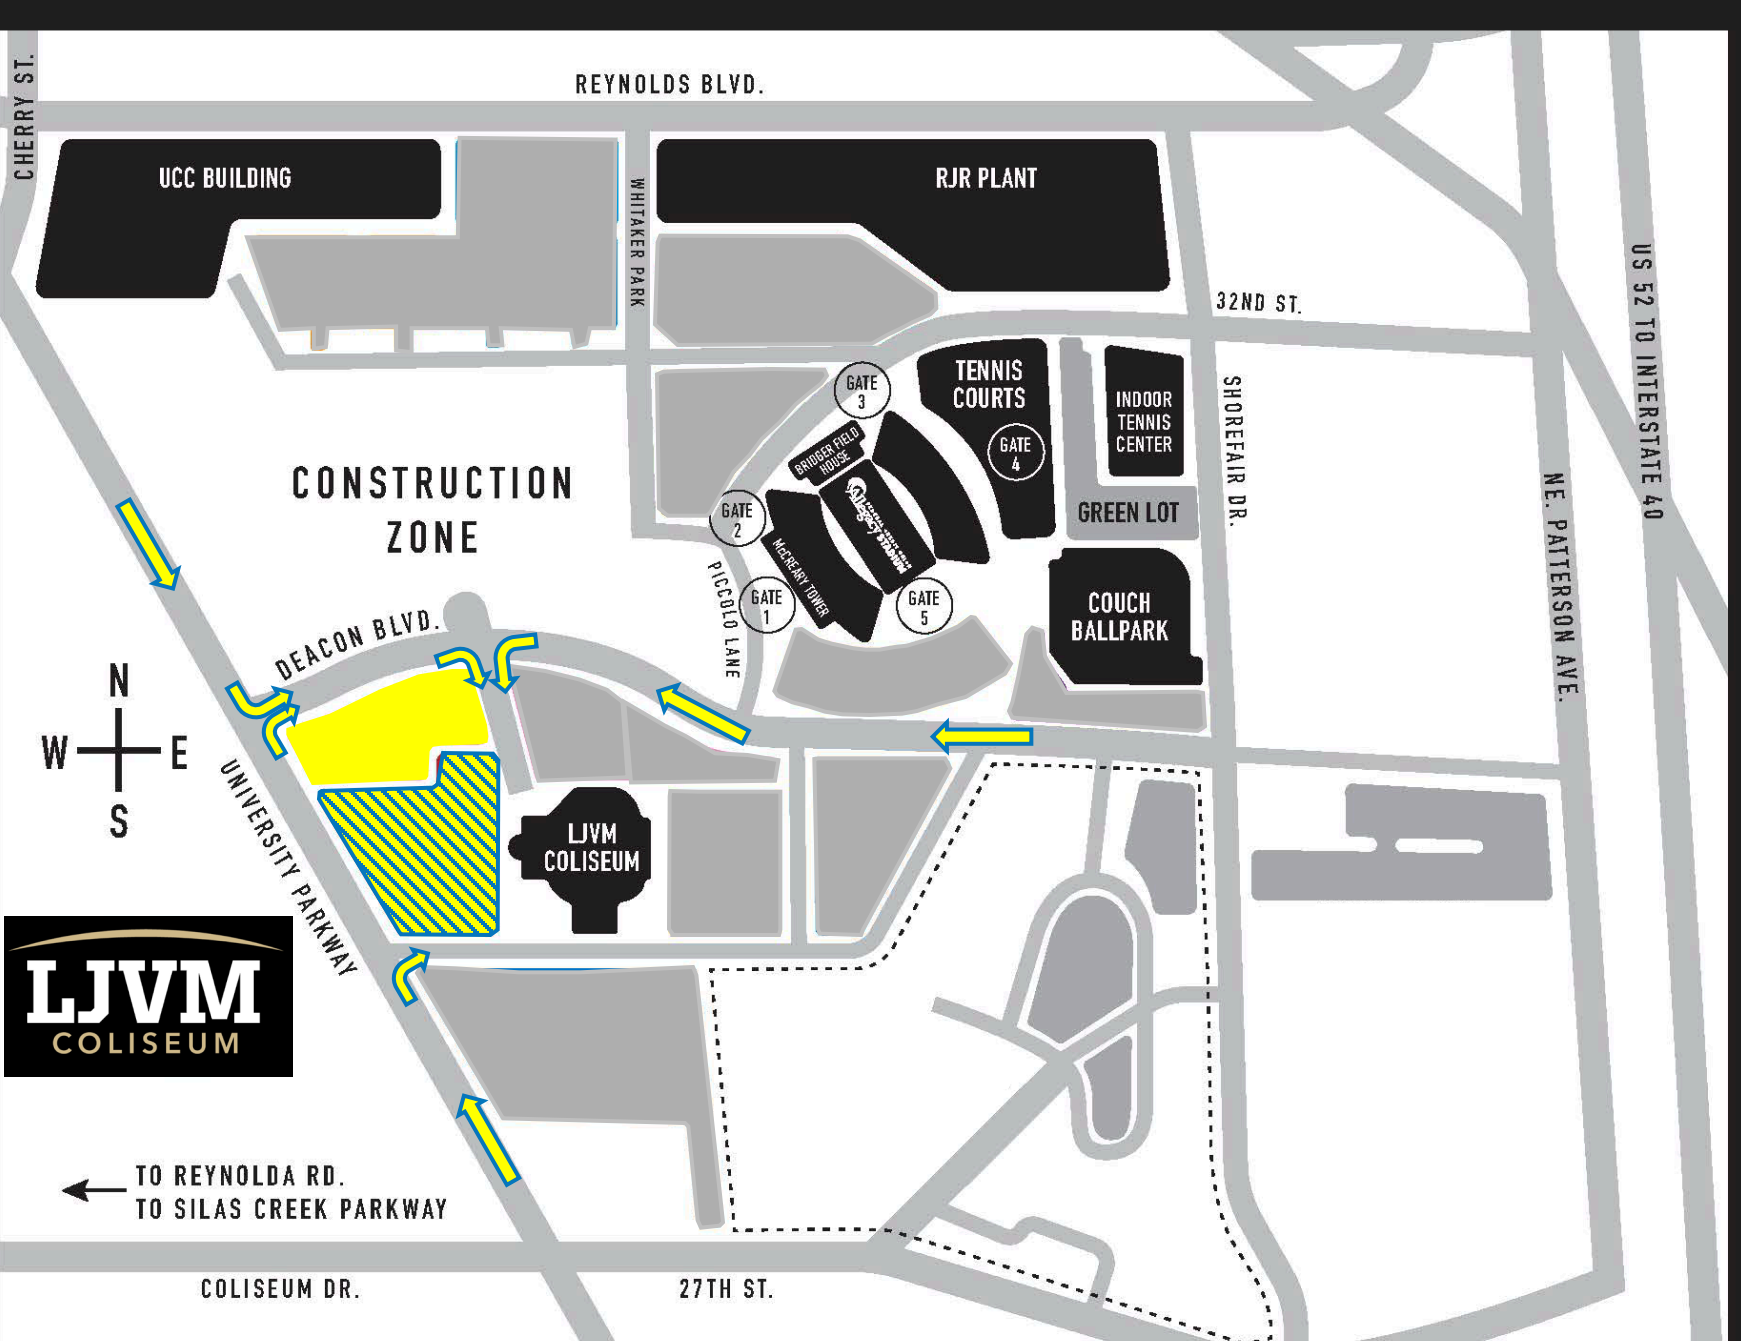 CHERRY ST.
REYNOLDS BLVD.
UCC BUILDING
WHITAKER PARK
RJR PLANT
US 52 TO INTERSTATE 40
32ND ST.
TENNIS
COURTS
GATE
3
INDOOR
TENNIS
CENTER
SHOREFAIR DR.
BRIDGER FIELD
HOUSE
GATE
4
CONSTRUCTION
ZONE
NE. PATTERSON AVE.
GATE
2
Allegacy
STADIUM
GREEN LOT
McCREARY TOWER
PICCOLO LANE
GATE
1
GATE
5
COUCH
BALLPARK
DEACON BLVD.
N
W
E
S
UNIVERSITY PARKWAY
LJVM
COLISEUM
LJVM
COLISEUM
TO REYNOLDA RD.
TO SILAS CREEK PARKWAY
COLISEUM DR.
27TH ST.